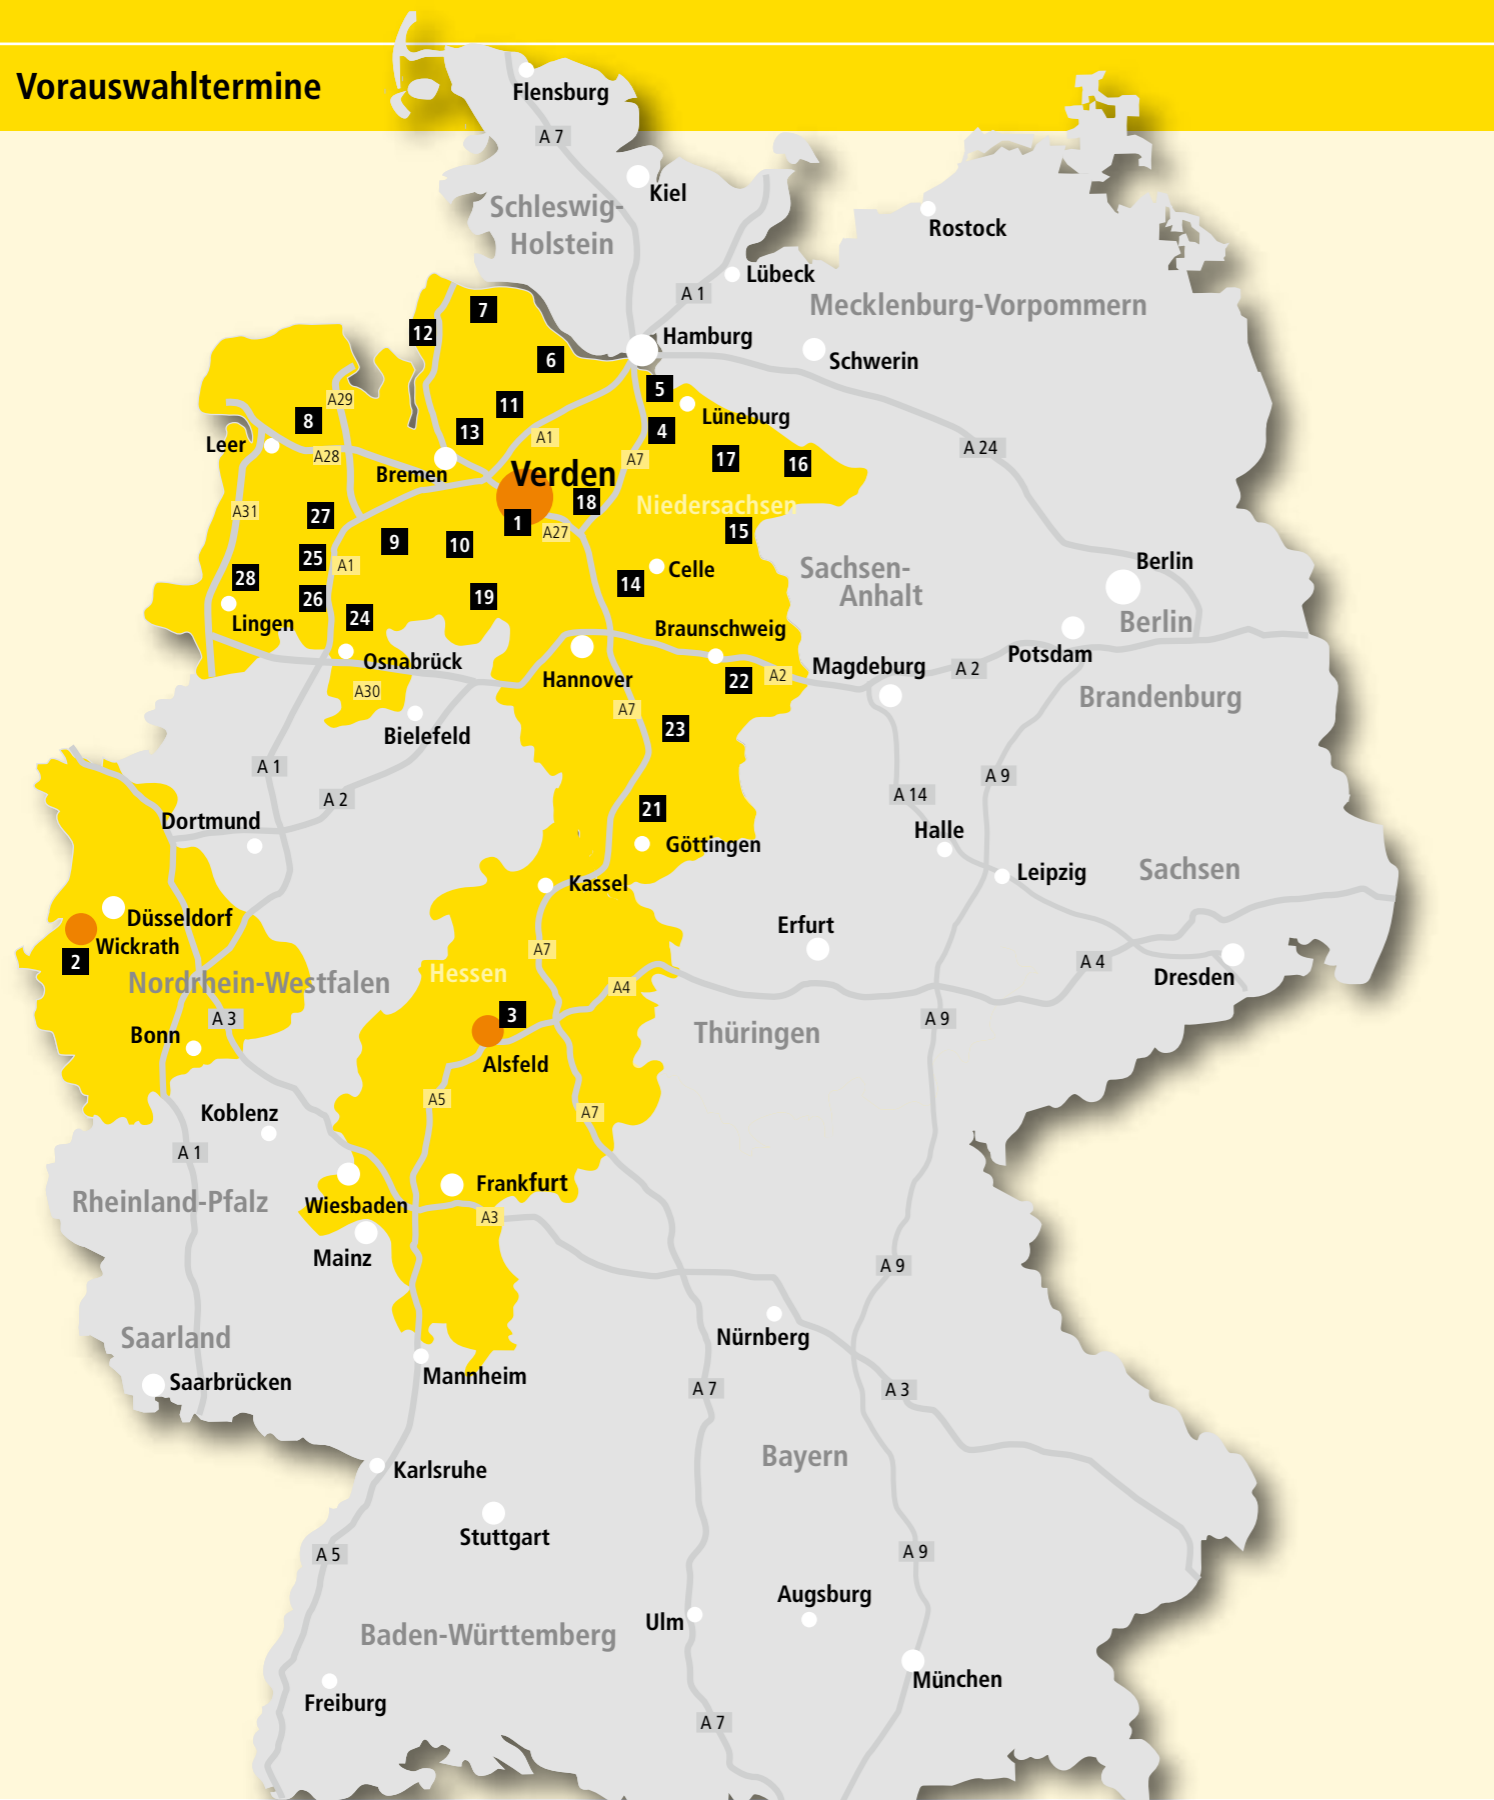 Vorauswahltermine
Flensburg
A 7
Kiel
Schleswig-
Holstein
Rostock
Lübeck
A 1
Mecklenburg-Vorpommern
7
12
Hamburg
6
Schwerin
5
A29
11
8
Lüneburg
13
4
A1
Leer
A 24
A28
Bremen
Verden
A7
17
16
18
Niedersachsen
A31
27
1
A27
15
9
10
25
A1
Berlin
Celle
Sachsen-
Anhalt
28
14
26
19
24
Lingen
Berlin
Braunschweig
Osnabrück
Potsdam
Magdeburg
A 2
Hannover
22
A2
A30
Brandenburg
A7
23
Bielefeld
A 1
A 9
A 2
A 14
21
Dortmund
Halle
Göttingen
Leipzig
Sachsen
Kassel
Düsseldorf
Erfurt
Wickrath
2
A7
A 4
Hessen
Dresden
Nordrhein-Westfalen
A4
3
A 3
A 9
Bonn
Thüringen
Alsfeld
A5
Koblenz
A7
A 1
Frankfurt
Rheinland-Pfalz
Wiesbaden
A3
Mainz
A 9
Saarland
Nürnberg
Saarbrücken
Mannheim
A 7
A 3
Bayern
Karlsruhe
Stuttgart
A 5
A 9
Augsburg
Ulm
Baden-Württemberg
München
Freiburg
A 7